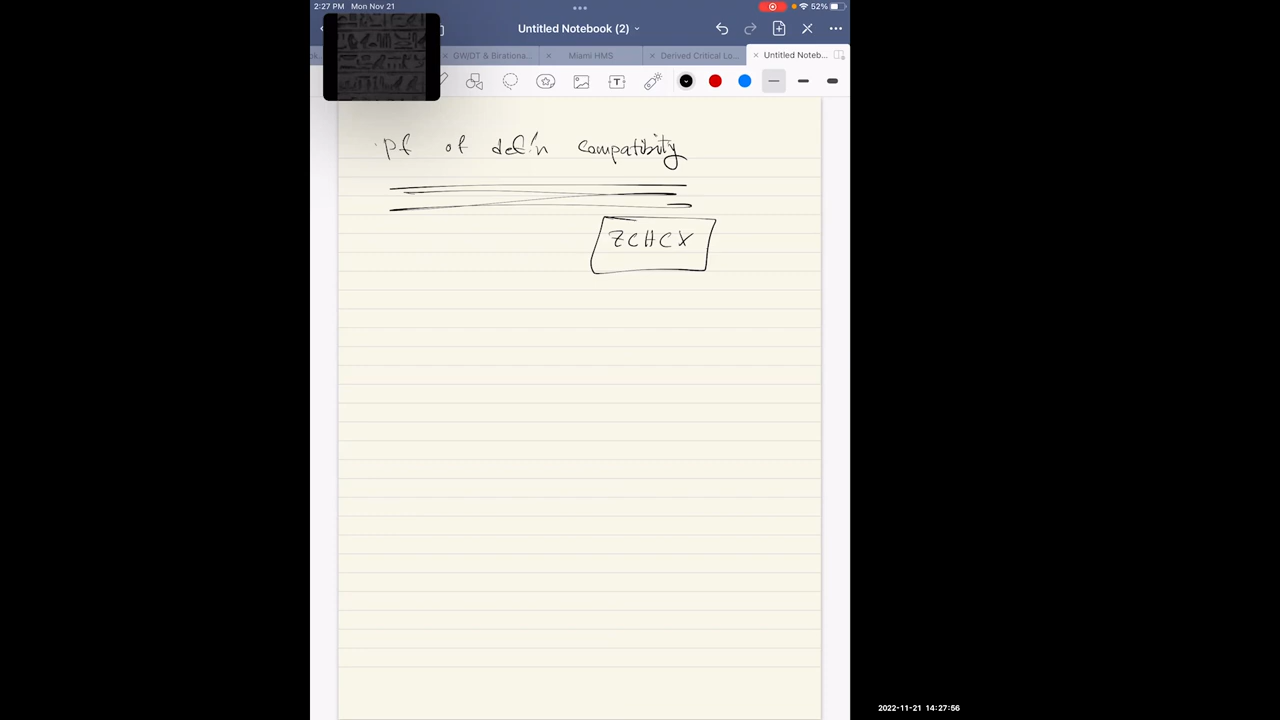 2:27 PM Mon Nov 21
52%
Untitled Notebook (2)
GW/DT & Birationa...
Miami HMS
Derived Critical Lo...
Untitled Noteb...
T
Pf of def'n compatibity
Z ⊂ H ⊂ X
2022-11-21 14:27:56